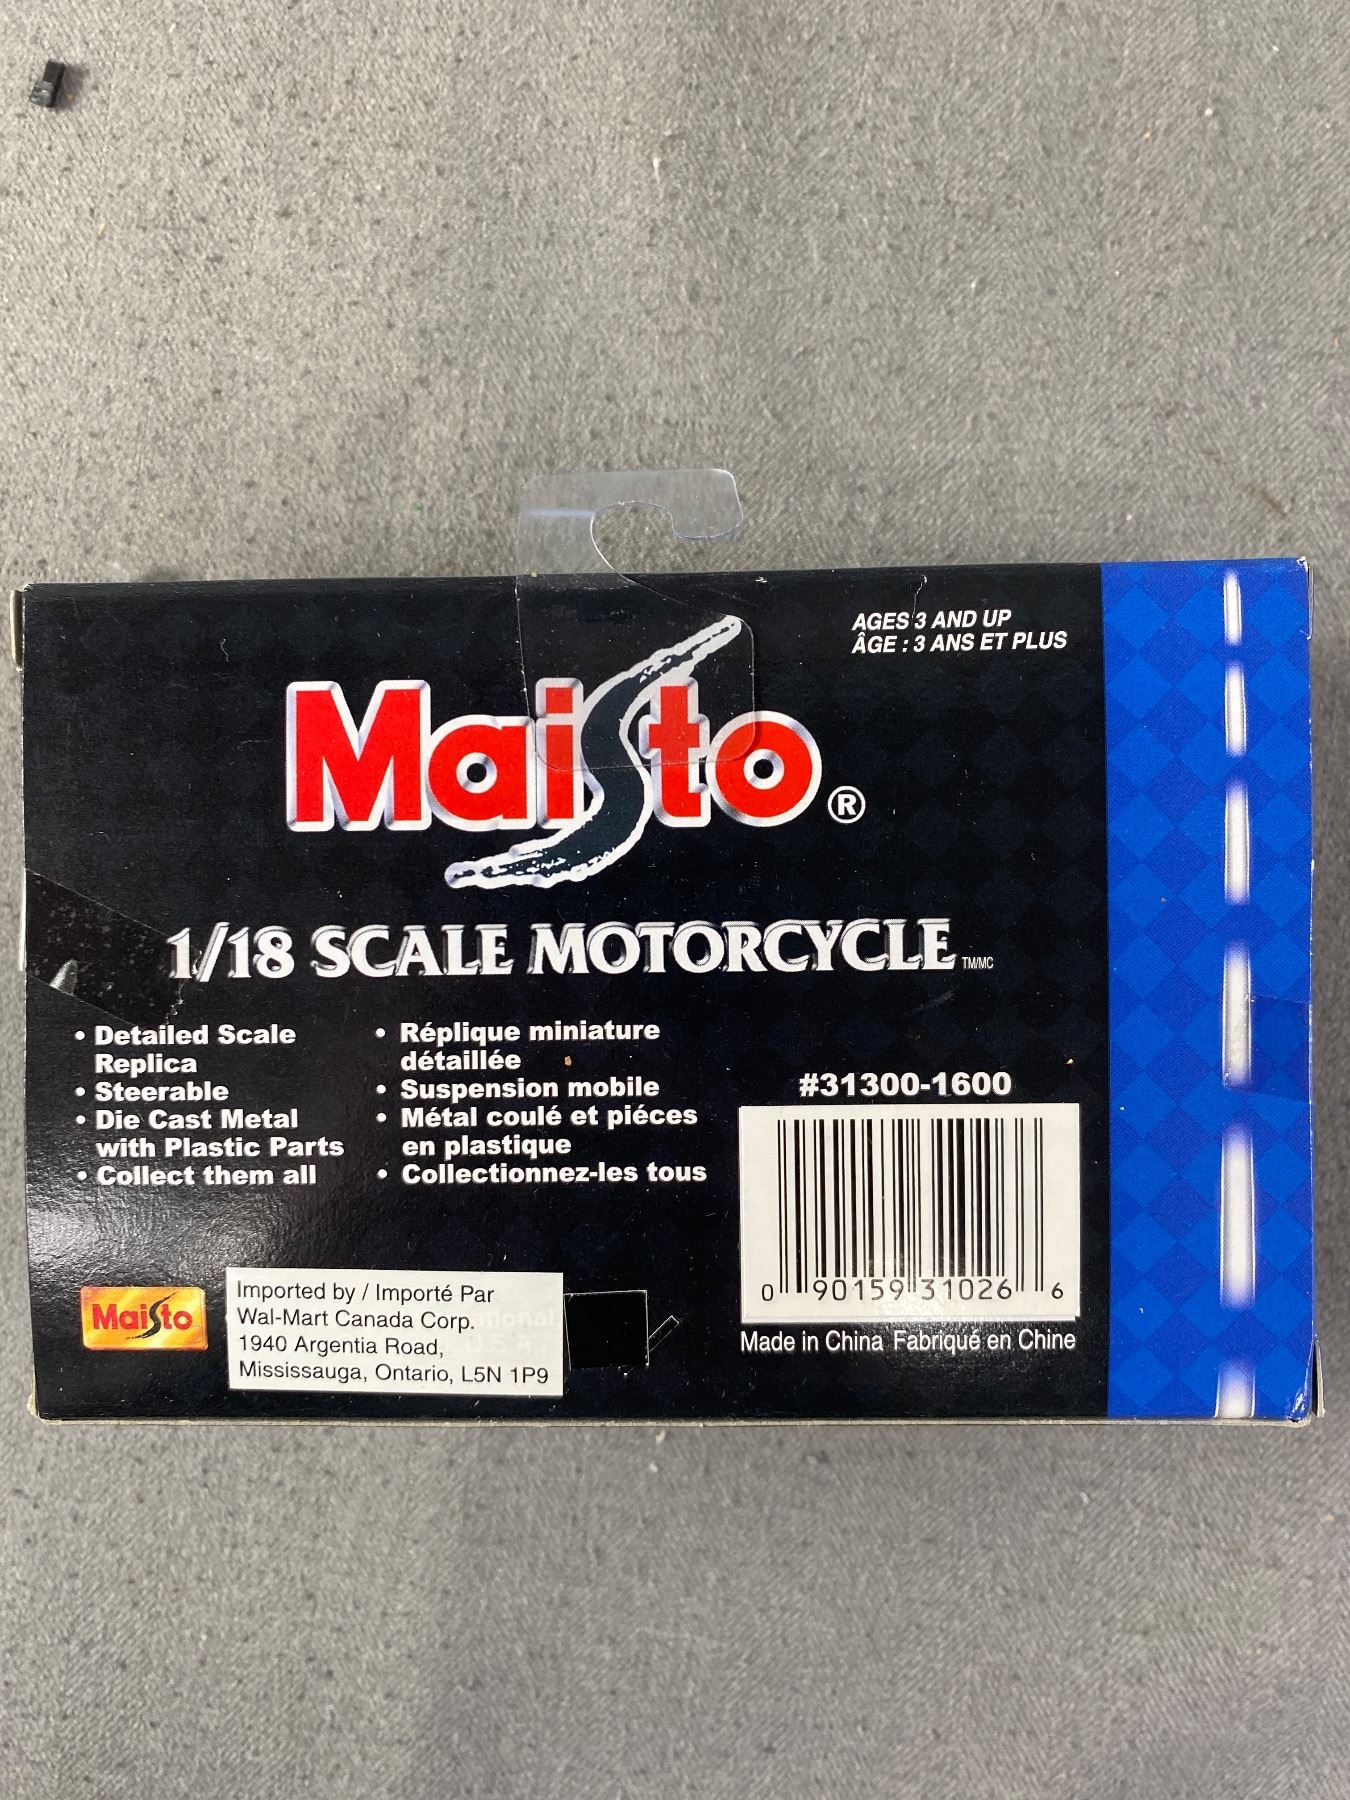 AGES 3 AND UP
ÂGE : 3 ANS ET PLUS
Maisto®
1/18 SCALE MOTORCYCLE TM/MC
• Detailed Scale
Replica
• Steerable
• Die Cast Metal
with Plastic Parts
• Collect them all
• Réplique miniature
détaillée
• Suspension mobile
• Métal coulé et piéces
en plastique
• Collectionnez-les tous
#31300-1600
0 90159 31026 6
Made in China Fabriqué en Chine
Maisto
Imported by / Importé Par
Wal-Mart Canada Corp.
1940 Argentia Road,
Mississauga, Ontario, L5N 1P9